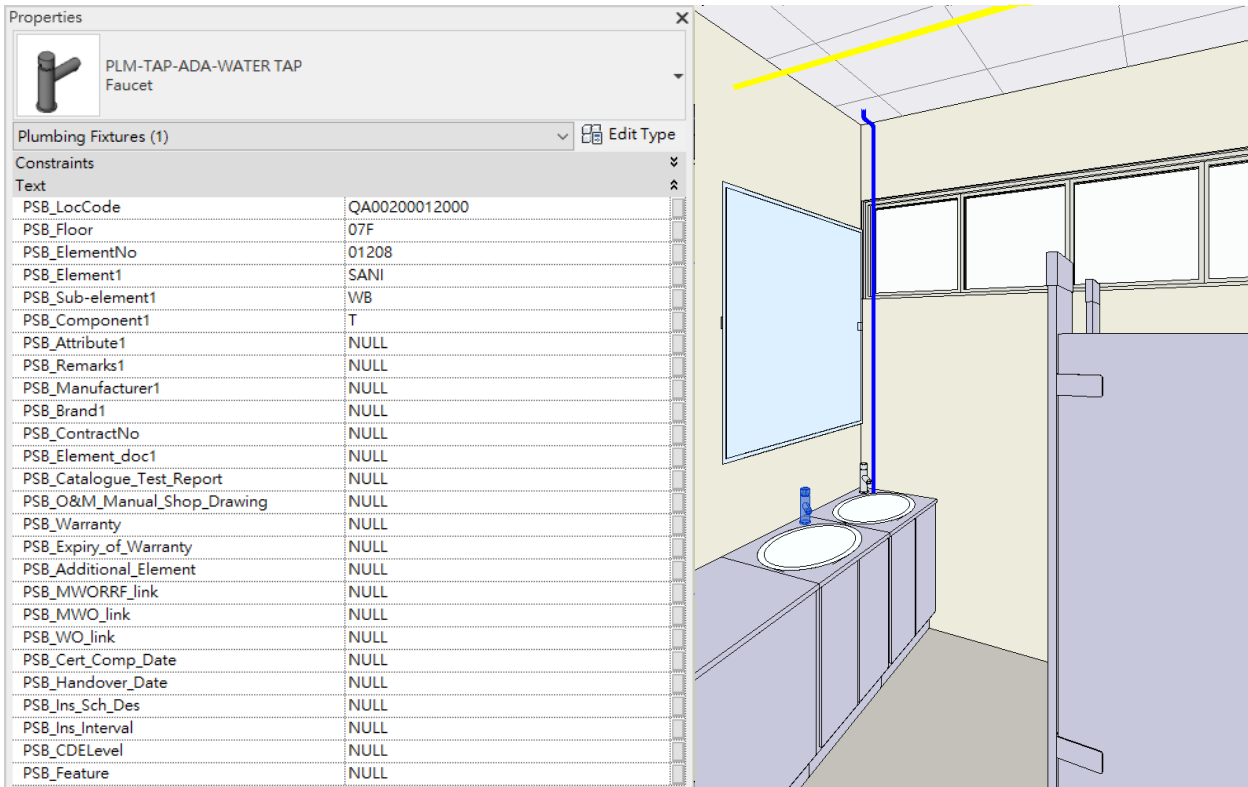 Properties
PLM-TAP-ADA-WATER TAP
Faucet
Plumbing Fixtures (1)
Edit Type
Constraints
Text
PSB_LocCode QA00200012000
PSB_Floor 07F
PSB_ElementNo 01208
PSB_Element1 SANI
PSB_Sub-element1 WB
PSB_Component1 T
PSB_Attribute1 NULL
PSB_Remarks1 NULL
PSB_Manufacturer1 NULL
PSB_Brand1 NULL
PSB_ContractNo NULL
PSB_Element_doc1 NULL
PSB_Catalogue_Test_Report NULL
PSB_O&M_Manual_Shop_Drawing NULL
PSB_Warranty NULL
PSB_Expiry_of_Warranty NULL
PSB_Additional_Element NULL
PSB_MWORRF_link NULL
PSB_MWO_link NULL
PSB_WO_link NULL
PSB_Cert_Comp_Date NULL
PSB_Handover_Date NULL
PSB_Ins_Sch_Des NULL
PSB_Ins_Interval NULL
PSB_CDELevel NULL
PSB_Feature NULL